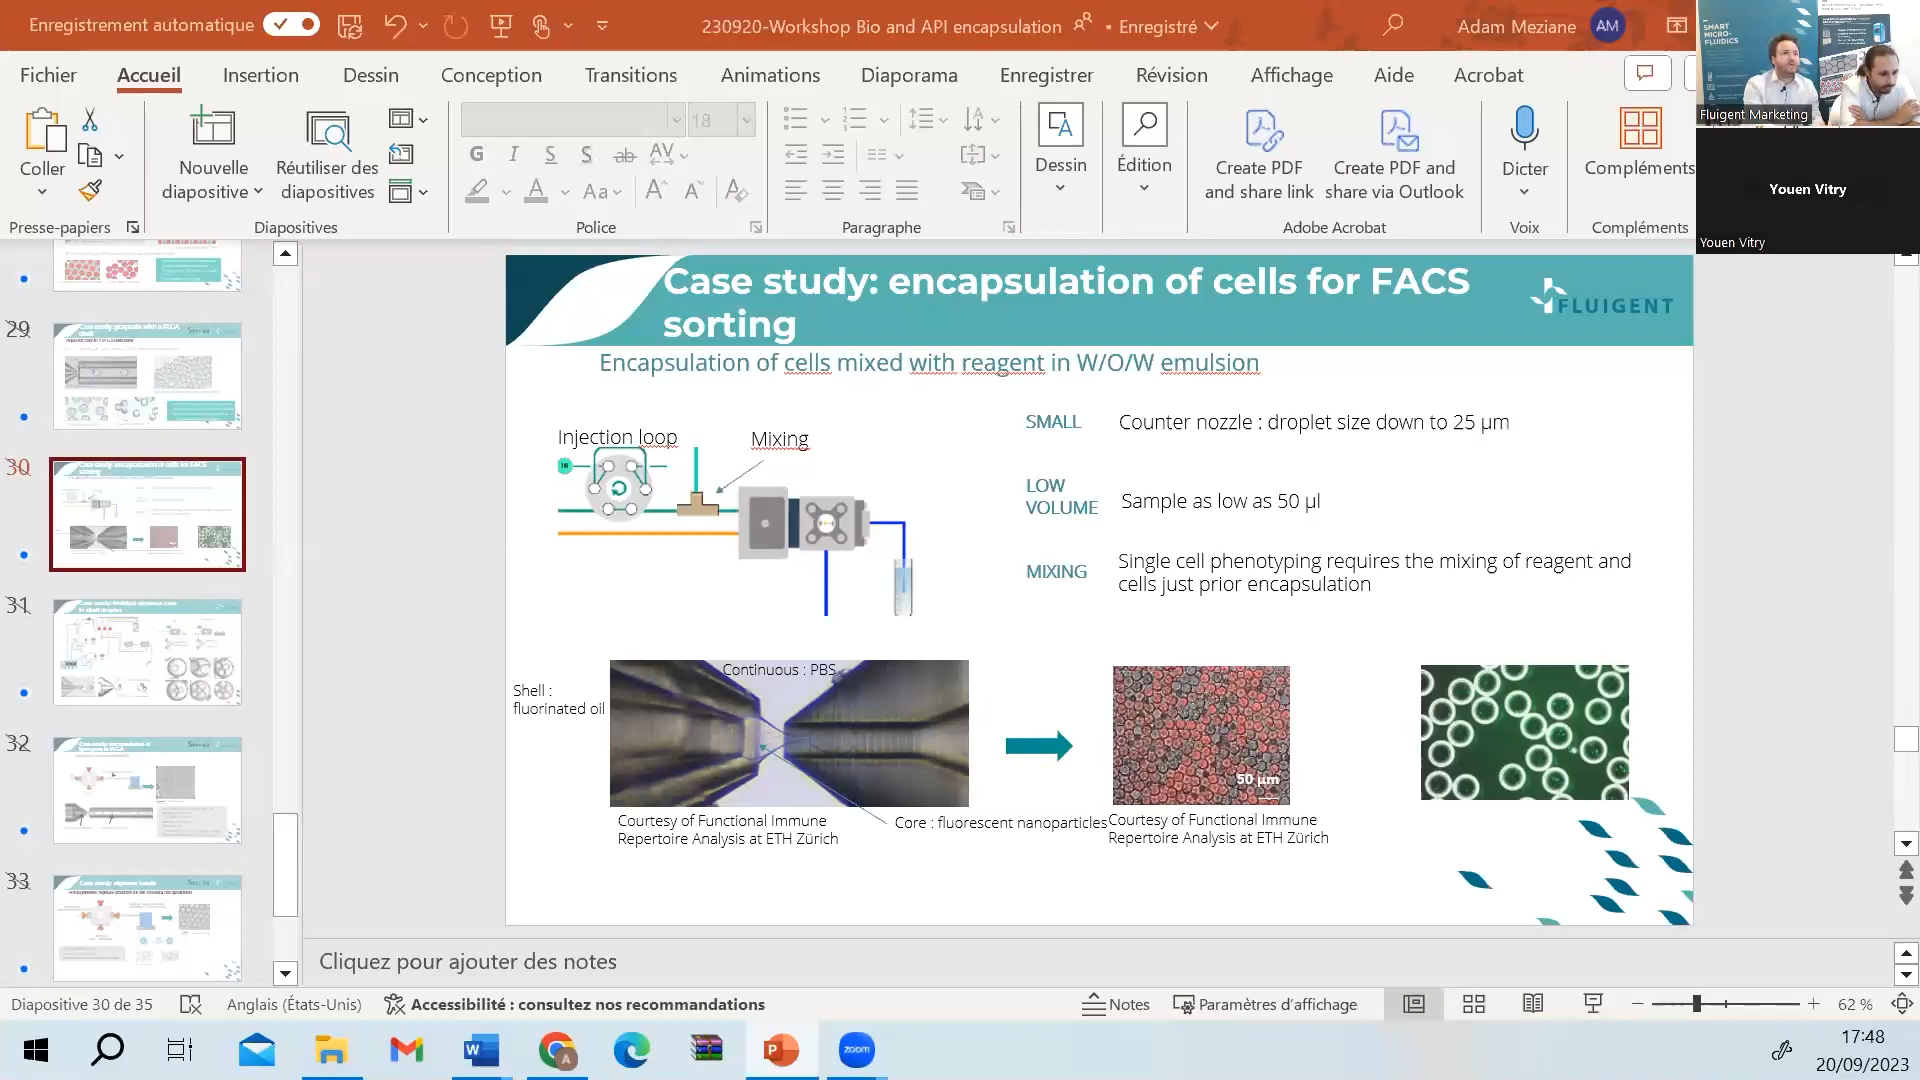 Enregistrement automatique
230920-Workshop Bio and API encapsulation
• Enregistré
Adam Meziane
AM
Fichier
Accueil
Insertion
Dessin
Conception
Transitions
Animations
Diaporama
Enregistrer
Révision
Affichage
Aide
Acrobat
SMART
MICRO-
FLUIDICS
Fluigent Marketing
Youen Vitry
Youen Vitry
Coller
Nouvelle
diapositive
Réutiliser des
diapositives
18
G I S S ab AV
A Aa A A A
Dessin
Édition
Create PDF
and share link
Create PDF and
share via Outlook
Dicter
Compléments
Presse-papiers
Diapositives
Police
Paragraphe
Adobe Acrobat
Voix
Compléments
29
30
31
32
33
Case study: encapsulation of cells for FACS
sorting
FLUIGENT
Encapsulation of cells mixed with reagent in W/O/W emulsion
Injection loop
Mixing
IN
SMALL
Counter nozzle : droplet size down to 25 µm
LOW
VOLUME
Sample as low as 50 µl
MIXING
Single cell phenotyping requires the mixing of reagent and
cells just prior encapsulation
Continuous : PBS
Shell :
fluorinated oil
50 µm
Core : fluorescent nanoparticles
Courtesy of Functional Immune
Repertoire Analysis at ETH Zürich
Courtesy of Functional Immune
Repertoire Analysis at ETH Zürich
Cliquez pour ajouter des notes
Diapositive 30 de 35
Anglais (États-Unis)
Accessibilité : consultez nos recommandations
Notes
Paramètres d'affichage
62 %
zoom
17:48
20/09/2023